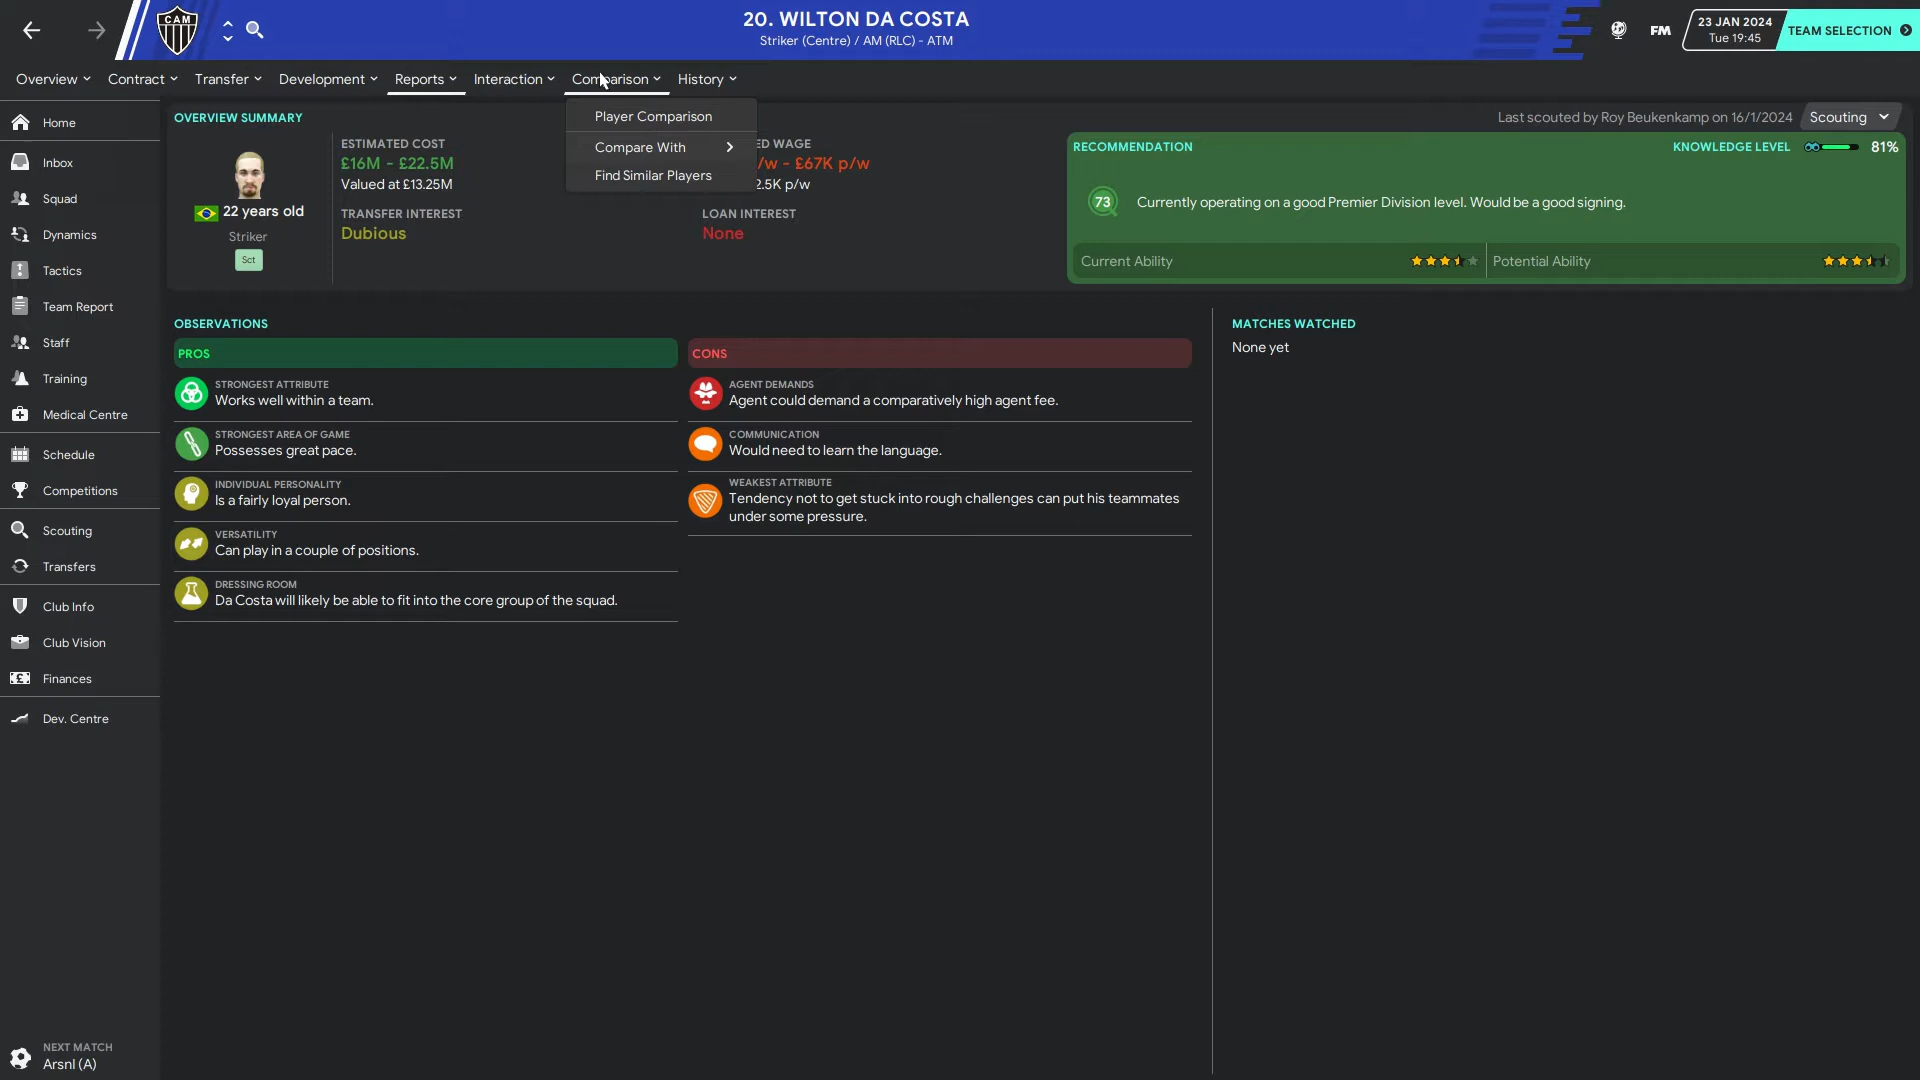 CAM
20. WILTON DA COSTA
Striker (Centre) / AM (RLC) - ATM
FM
23 JAN 2024
Tue 19:45
TEAM SELECTION
Overview
Contract
Transfer
Development
Reports
Interaction
Comparison
History
Home
Inbox
Squad
Dynamics
Tactics
Team Report
Staff
Training
Medical Centre
Schedule
Competitions
Scouting
Transfers
Club Info
Club Vision
Finances
Dev. Centre
NEXT MATCH
Arsnl (A)
Player Comparison
Compare With
Find Similar Players
OVERVIEW SUMMARY
Last scouted by Roy Beukenkamp on 16/1/2024
Scouting
22 years old
Striker
Sct
ESTIMATED COST
£16M - £22.5M
Valued at £13.25M
TRANSFER INTEREST
Dubious
ED WAGE
/w - £67K p/w
2.5K p/w
LOAN INTEREST
None
RECOMMENDATION
KNOWLEDGE LEVEL
81%
73
Currently operating on a good Premier Division level. Would be a good signing.
Current Ability
Potential Ability
OBSERVATIONS
PROS
STRONGEST ATTRIBUTE
Works well within a team.
STRONGEST AREA OF GAME
Possesses great pace.
INDIVIDUAL PERSONALITY
Is a fairly loyal person.
VERSATILITY
Can play in a couple of positions.
DRESSING ROOM
Da Costa will likely be able to fit into the core group of the squad.
CONS
AGENT DEMANDS
Agent could demand a comparatively high agent fee.
COMMUNICATION
Would need to learn the language.
WEAKEST ATTRIBUTE
Tendency not to get stuck into rough challenges can put his teammates
under some pressure.
MATCHES WATCHED
None yet